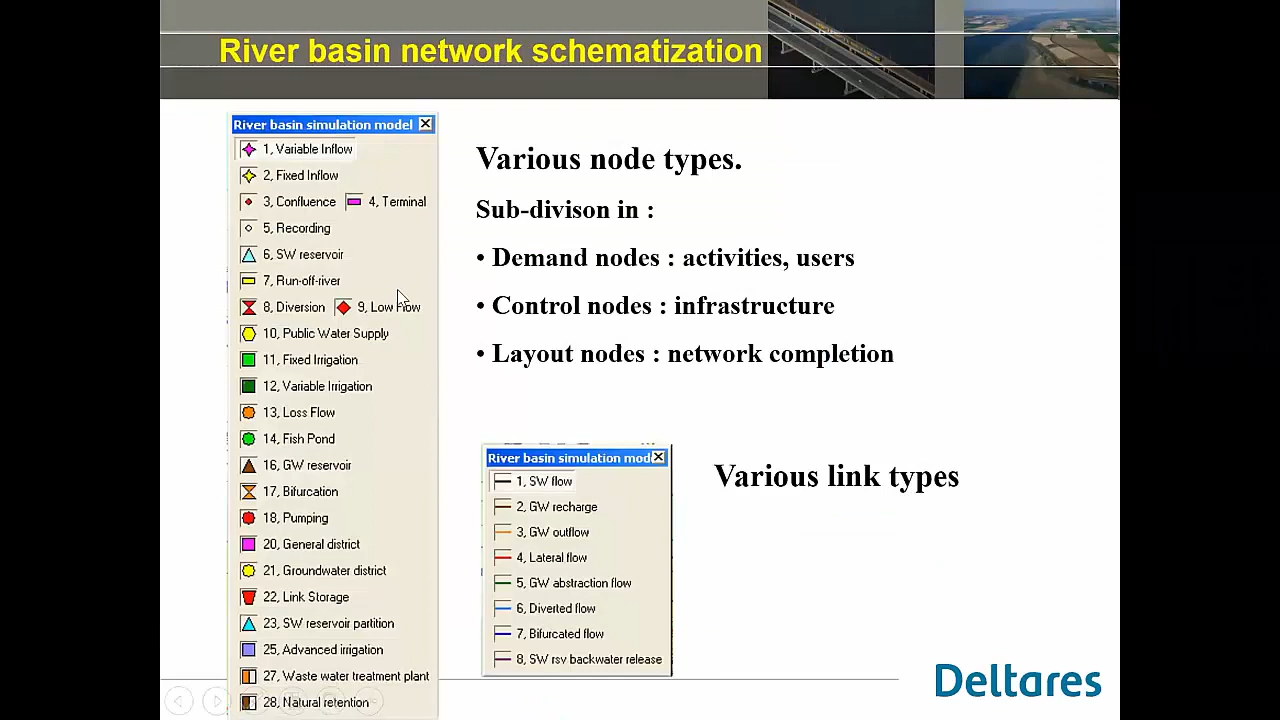 River basin network schematization
River basin simulation model
1, Variable Inflow
2, Fixed Inflow
3, Confluence 4, Terminal
5, Recording
6, SW reservoir
7, Run-off-river
8, Diversion 9, Low Flow
10, Public Water Supply
11, Fixed Irrigation
12, Variable Irrigation
13, Loss Flow
14, Fish Pond
16, GW reservoir
17, Bifurcation
18, Pumping
20, General district
21, Groundwater district
22, Link Storage
23, SW reservoir partition
25, Advanced irrigation
27, Waste water treatment plant
28, Natural retention
Various node types.
Sub-divison in :
• Demand nodes : activities, users
• Control nodes : infrastructure
• Layout nodes : network completion
River basin simulation mod
1, SW flow
2, GW recharge
3, GW outflow
4, Lateral flow
5, GW abstraction flow
6, Diverted flow
7, Bifurcated flow
8, SW rsv backwater release
Various link types
Deltares